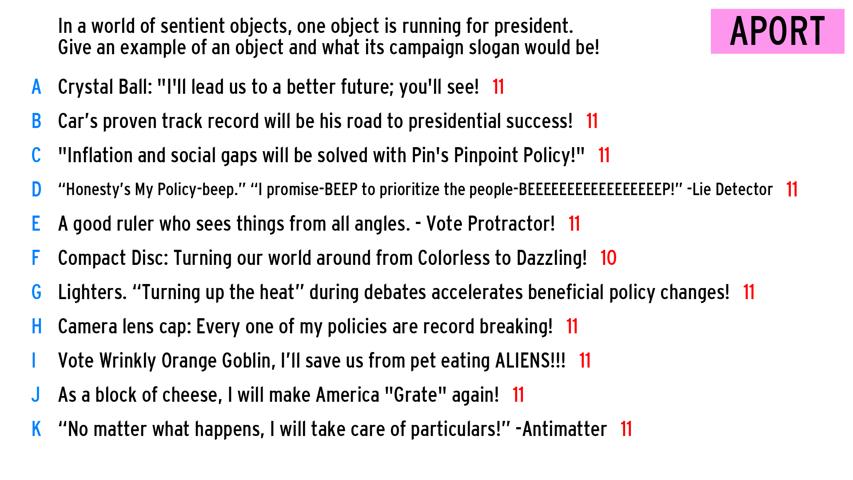 In a world of sentient objects, one object is running for president.
Give an example of an object and what its campaign slogan would be!
APORT
A Crystal Ball: "I'll lead us to a better future; you'll see! 11
B Car’s proven track record will be his road to presidential success! 11
C "Inflation and social gaps will be solved with Pin's Pinpoint Policy!" 11
D “Honesty’s My Policy-beep.” “I promise-BEEP to prioritize the people-BEEEEEEEEEEEEEEEEEP!” -Lie Detector 11
E A good ruler who sees things from all angles. - Vote Protractor! 11
F Compact Disc: Turning our world around from Colorless to Dazzling! 10
G Lighters. “Turning up the heat” during debates accelerates beneficial policy changes! 11
H Camera lens cap: Every one of my policies are record breaking! 11
I Vote Wrinkly Orange Goblin, I’ll save us from pet eating ALIENS!!! 11
J As a block of cheese, I will make America "Grate" again! 11
K “No matter what happens, I will take care of particulars!” -Antimatter 11